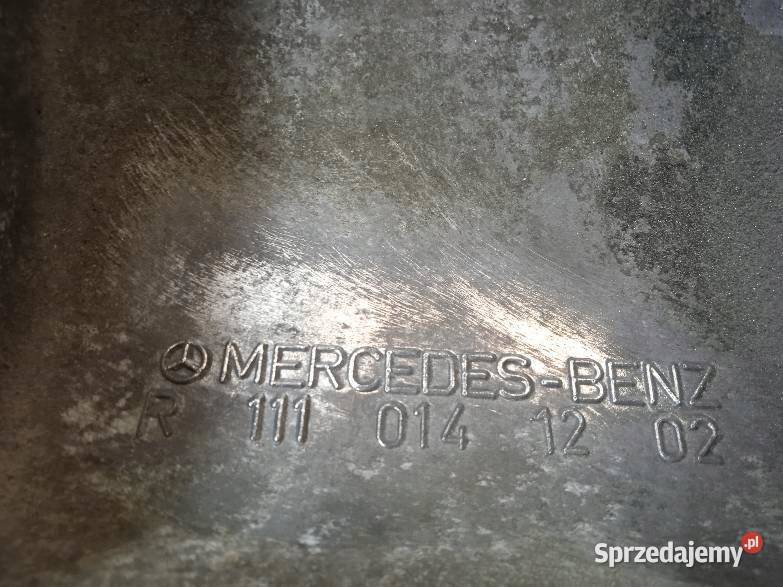 MERCEDES-BENZ
R 111 014 12 02
Sprzedajemy.pl